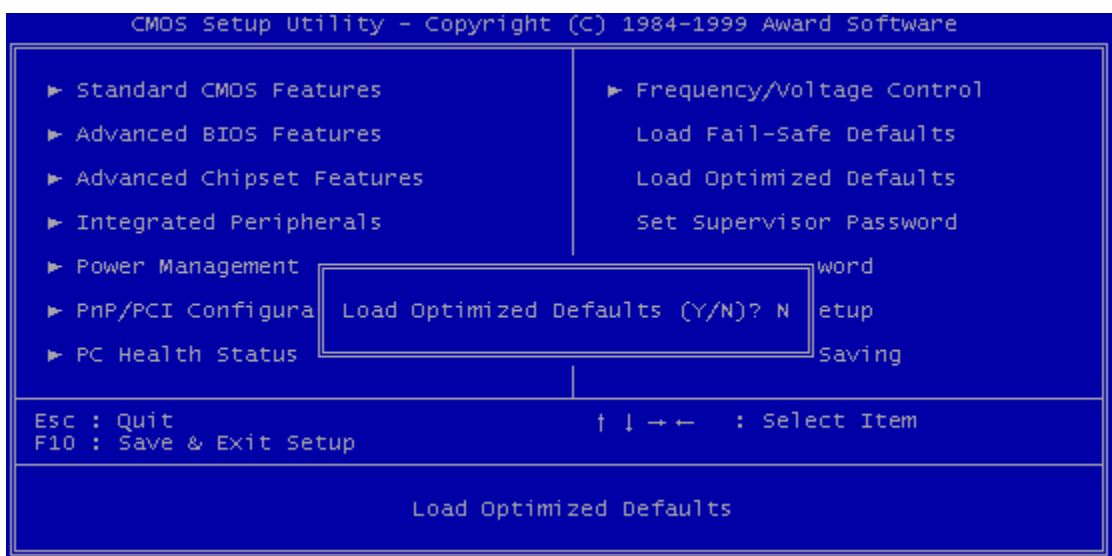 CMOS Setup Utility - Copyright (C) 1984-1999 Award Software
► Standard CMOS Features
► Advanced BIOS Features
► Advanced Chipset Features
► Integrated Peripherals
► Power Management
► PnP/PCI Configura
► PC Health Status
► Frequency/Voltage Control
Load Fail-Safe Defaults
Load Optimized Defaults
Set Supervisor Password
word
etup
Saving
Load Optimized Defaults (Y/N)? N
Esc : Quit
F10 : Save & Exit Setup
↑ ↓ → ← : Select Item
Load Optimized Defaults